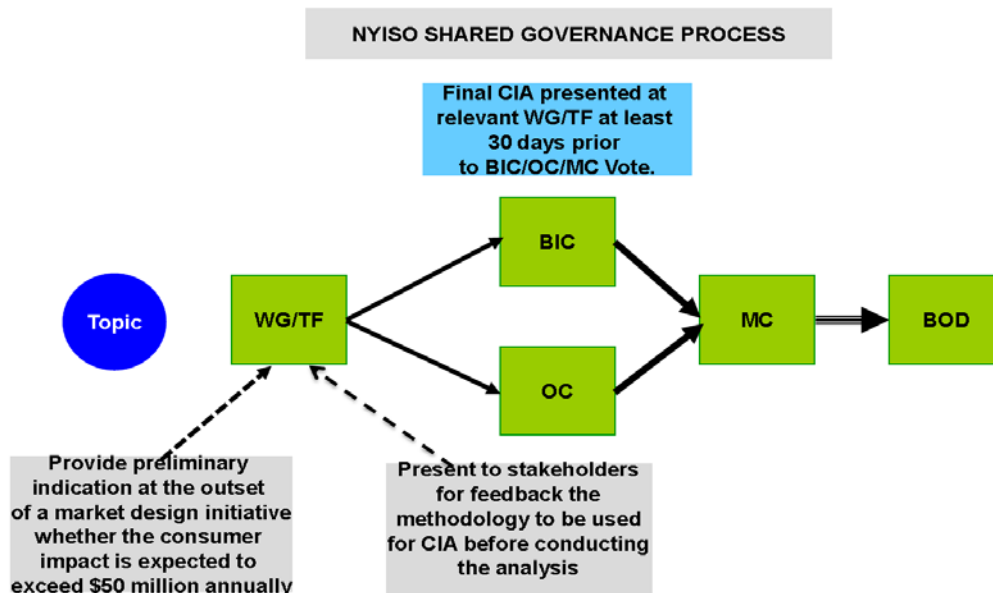 NYISO SHARED GOVERNANCE PROCESS
Final CIA presented at
relevant WG/TF at least
30 days prior
to BIC/OC/MC Vote.
BIC
Topic
WG/TF
MC
BOD
OC
Provide preliminary
indication at the outset
of a market design initiative
whether the consumer
impact is expected to
exceed $50 million annually
Present to stakeholders
for feedback the
methodology to be used
for CIA before conducting
the analysis